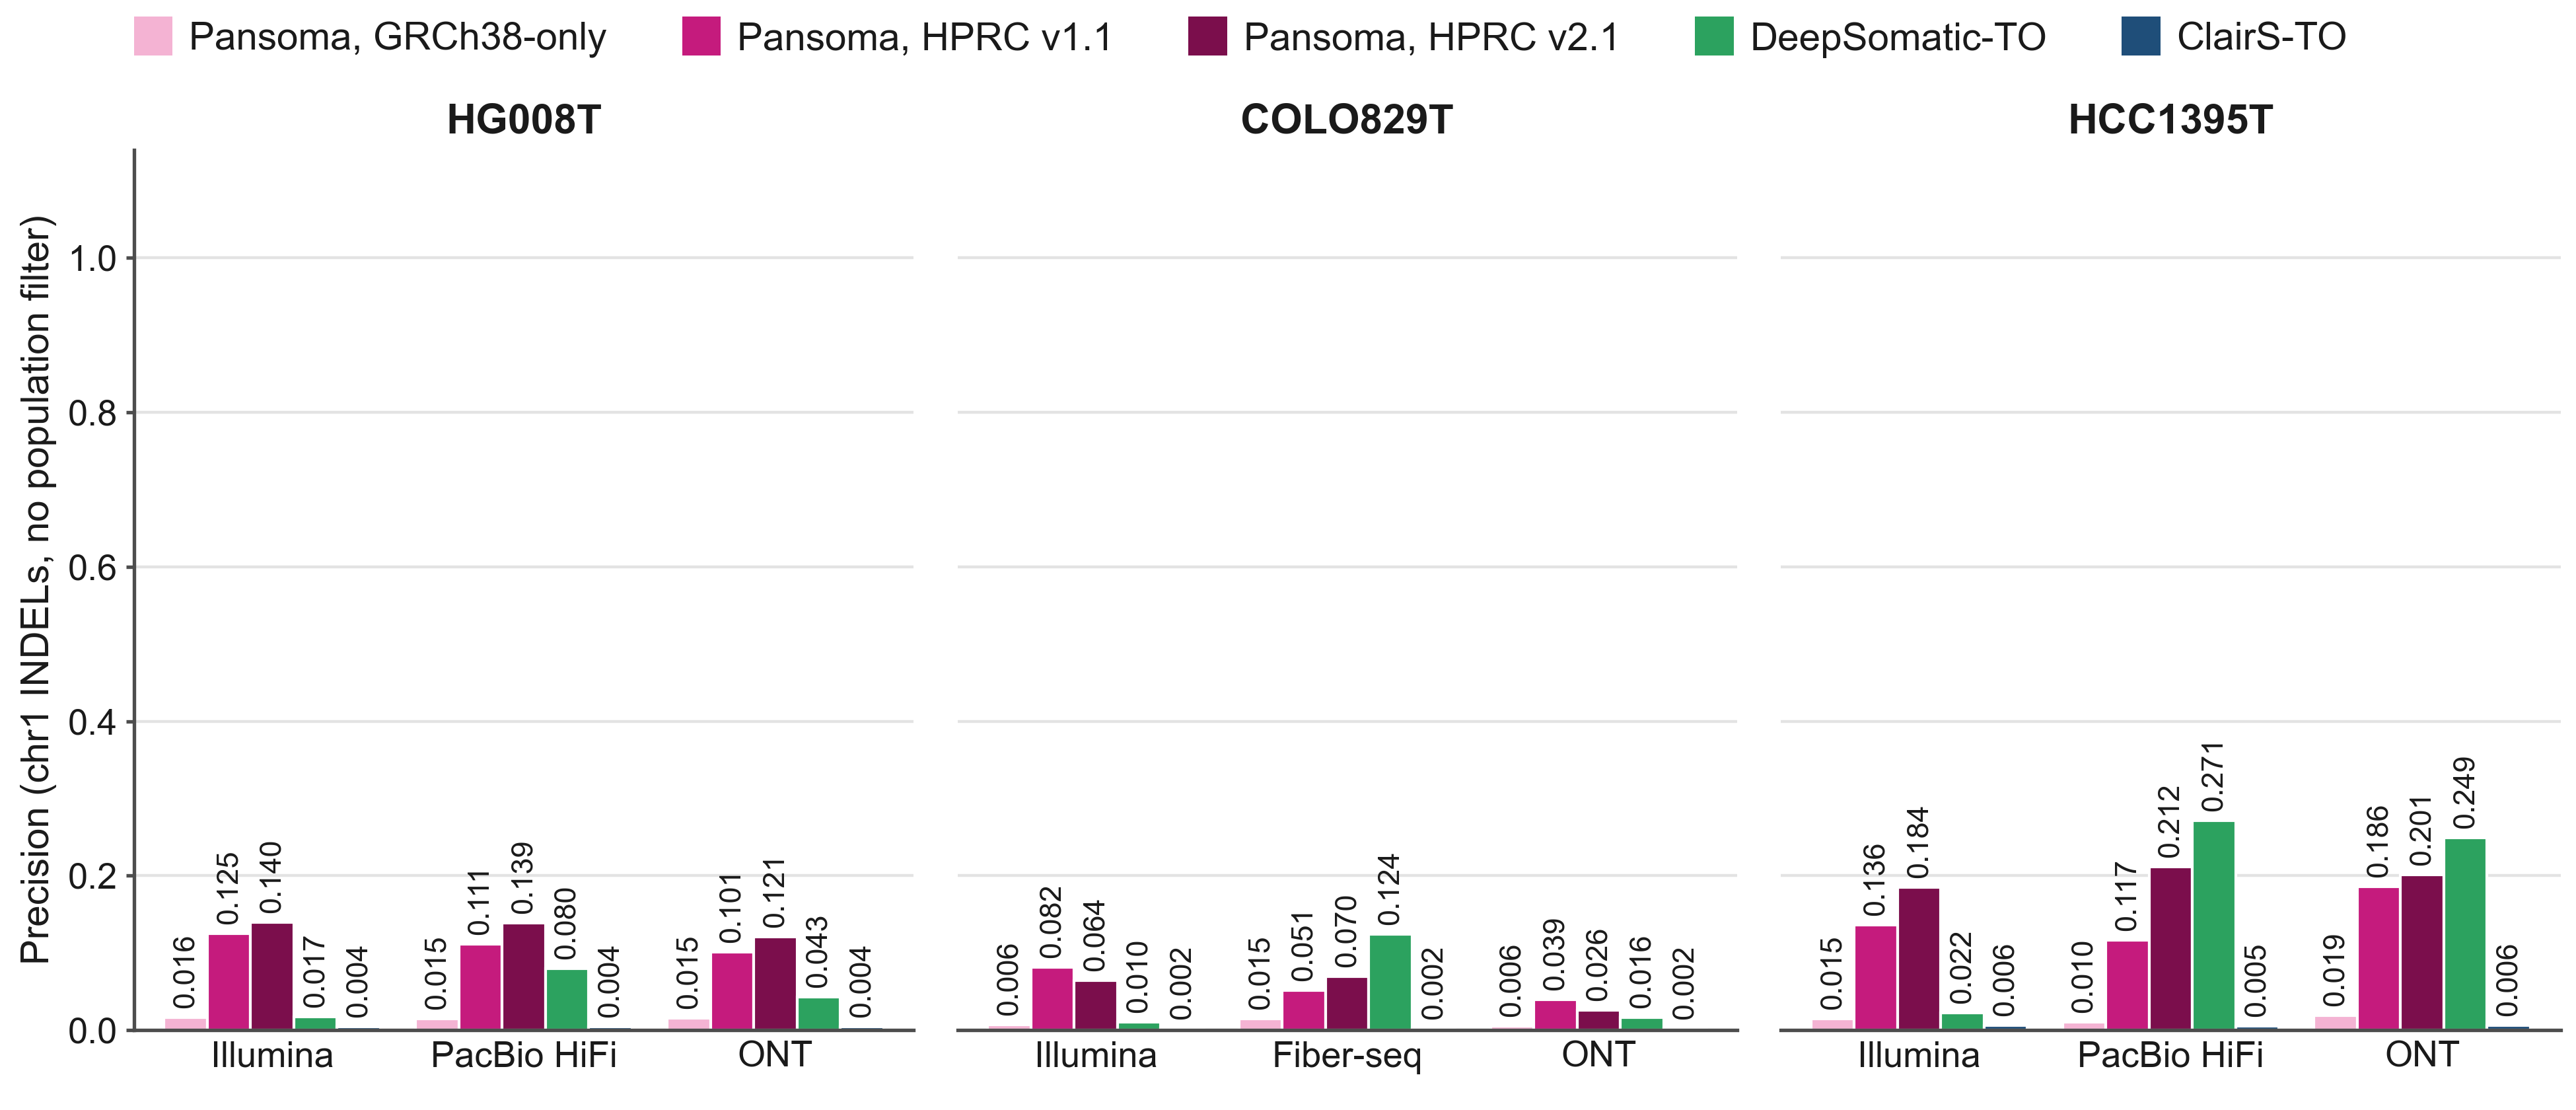 Pansoma, GRCh38-only Pansoma, HPRC v1.1 Pansoma, HPRC v2.1 DeepSomatic-TO ClairS-TO
HG008T COLO829T HCC1395T
Precision (chr1 INDELs, no population filter)
1.0
0.8
0.6
0.4
0.2
0.0
0.016 0.125 0.140 0.017 0.004
0.015 0.111 0.139 0.080 0.004
0.015 0.101 0.121 0.043 0.004
0.006 0.082 0.064 0.010 0.002
0.015 0.051 0.070 0.124 0.002
0.006 0.039 0.026 0.016 0.002
0.015 0.136 0.184 0.022 0.006
0.010 0.117 0.212 0.271 0.005
0.019 0.186 0.201 0.249 0.006
Illumina PacBio HiFi ONT Illumina Fiber-seq ONT Illumina PacBio HiFi ONT